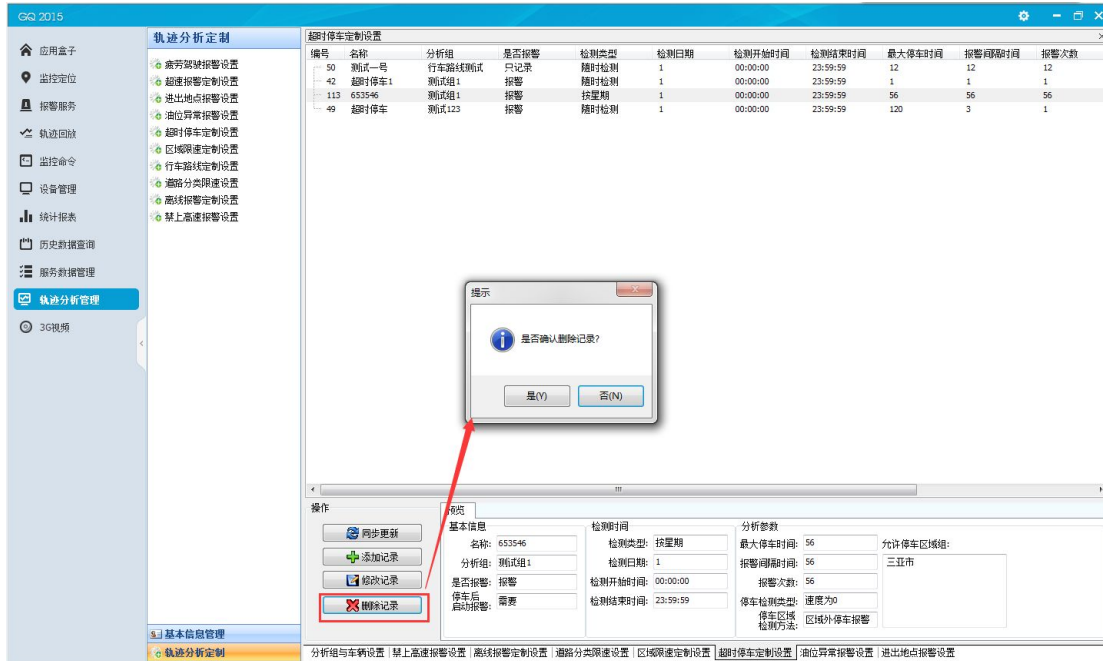 GQ 2015
应用盒子
监控定位
报警服务
轨迹回放
监控命令
设备管理
统计报表
历史数据查询
服务数据管理
轨迹分析管理
3G视频
轨迹分析定制
疲劳驾驶报警设置
超速报警定制设置
进出地点报警设置
油位异常报警设置
超时停车定制设置
区域限速定制设置
行车路线定制设置
道路分类限速设置
离线报警定制设置
禁上高速报警设置
基本信息管理
轨迹分析定制
超时停车定制设置
编号 名称 分析组 是否报警 检测类型 检测日期 检测开始时间 检测结束时间 最大停车时间 报警间隔时间 报警次数
50 测试一号 行车路线测试 只记录 随时检测 1 00:00:00 23:59:59 12 12 12
42 超时停车1 测试组1 报警 随时检测 1 00:00:00 23:59:59 1 1 1
113 653546 测试组1 报警 按星期 1 00:00:00 23:59:59 56 56 56
49 超时停车 测试123 报警 随时检测 1 00:00:00 23:59:59 120 3 1
提示
是否确认删除记录?
是(Y) 否(N)
操作
同步更新
添加记录
修改记录
删除记录
预览
基本信息
名称: 653546
分析组: 测试组1
是否报警: 报警
停车后
启动报警: 需要
检测时间
检测类型: 按星期
检测日期: 1
检测开始时间: 00:00:00
检测结束时间: 23:59:59
分析参数
最大停车时间: 56
报警间隔时间: 56
报警次数: 56
停车检测类型: 速度为0
停车区域
检测方法: 区域外停车报警
允许停车区域组:
三亚市
分析组与车辆设置 禁上高速报警设置 离线报警定制设置 道路分类限速设置 区域限速定制设置 超时停车定制设置 油位异常报警设置 进出地点报警设置